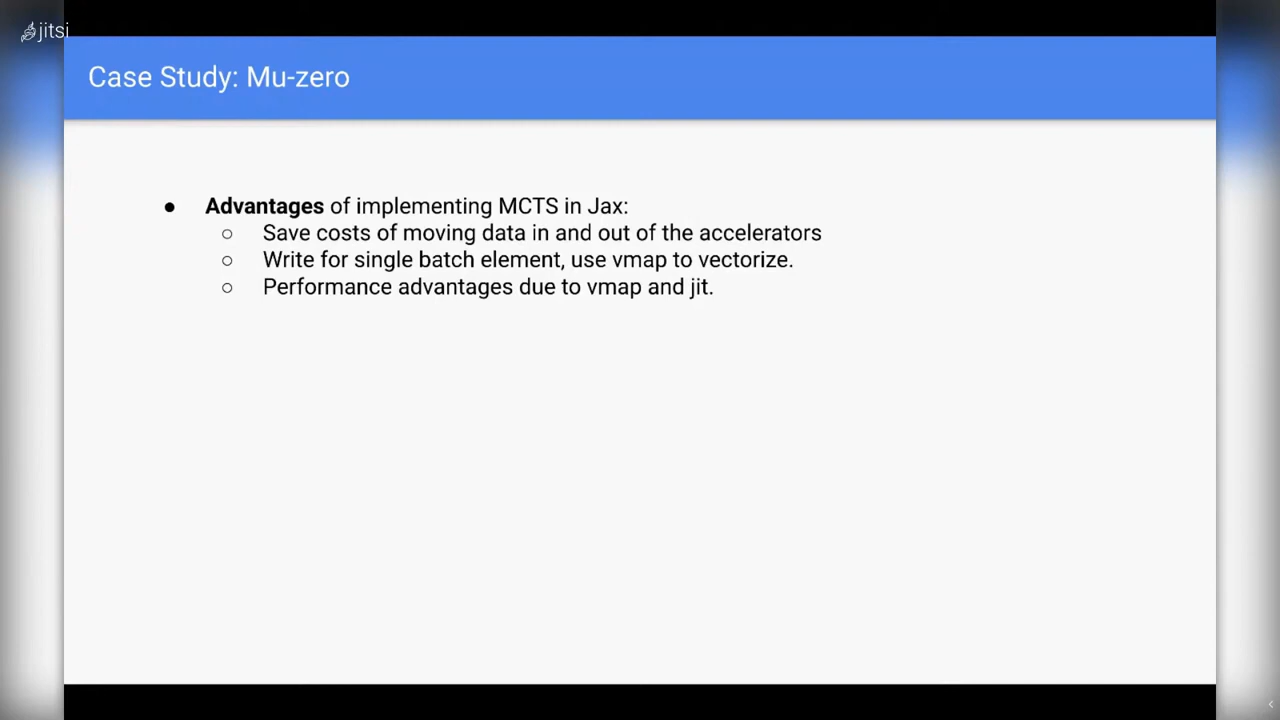 jitsi
Case Study: Mu-zero
● Advantages of implementing MCTS in Jax:
○ Save costs of moving data in and out of the accelerators
○ Write for single batch element, use vmap to vectorize.
○ Performance advantages due to vmap and jit.